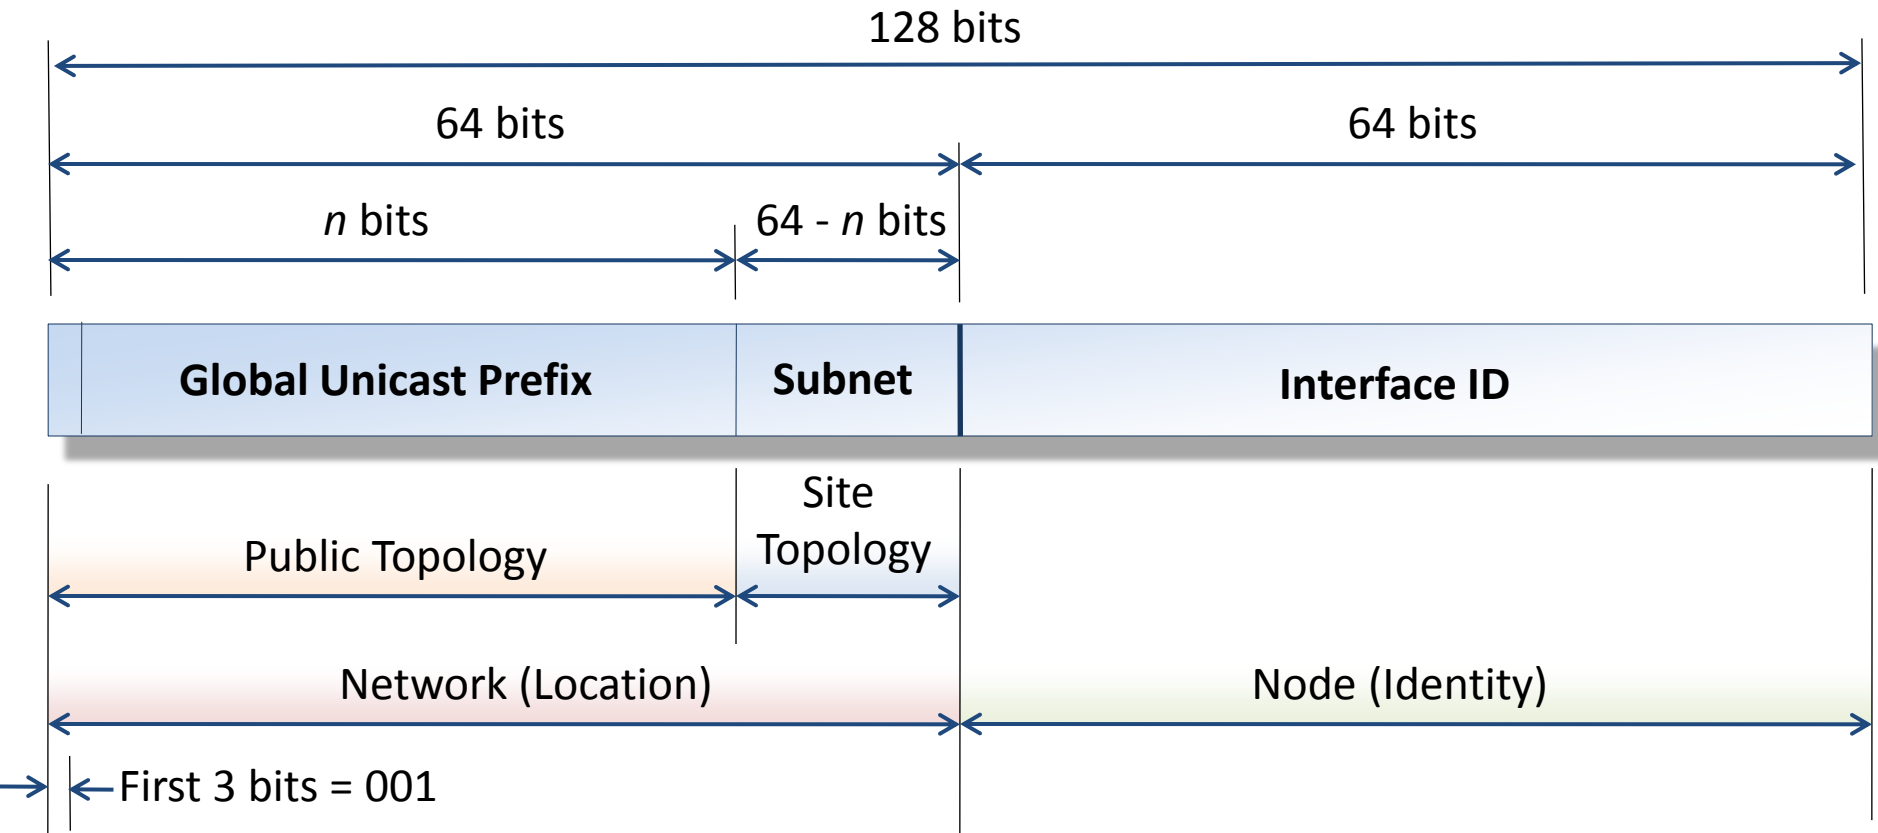 128 bits
64 bits
64 bits
n bits
64 - n bits
Global Unicast Prefix
Subnet
Interface ID
Site
Topology
Public Topology
Network (Location)
Node (Identity)
First 3 bits = 001